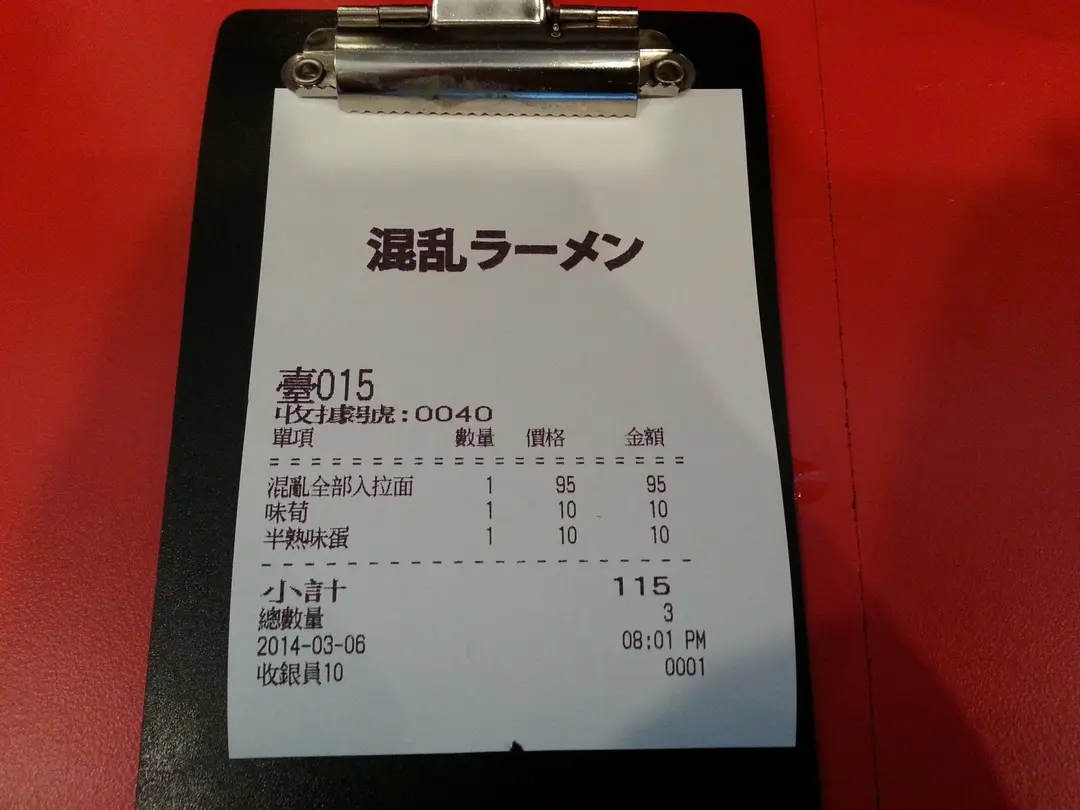 混乱ラーメン
臺015
收據號:0040
單項 數量 價格 金額
混亂全部入拉面 1 95 95
味荀 1 10 10
半熟味蛋 1 10 10
小計 115
總數量 3
2014-03-06 08:01 PM
收銀員10 0001